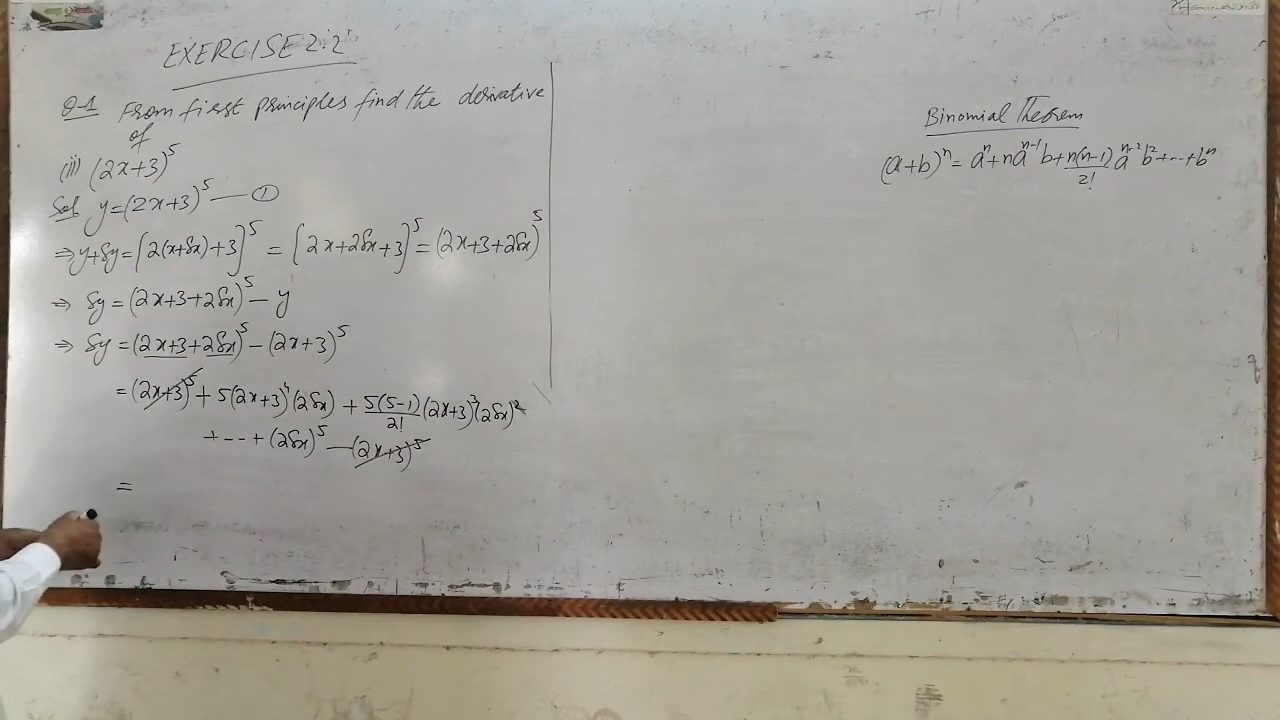 EXERCISE 2.2
Q-1 From first principles find the derivative
of
(ii) (2x+3)^5
Sol. y=(2x+3)^5 — ①
⇒ y+δy = [2(x+δx)+3]^5 = [2x+2δx+3]^5 = (2x+3+2δx)^5
⇒ δy = (2x+3+2δx)^5 − y
⇒ δy = (2x+3+2δx)^5 − (2x+3)^5
= (2x+3)^5 + 5(2x+3)^4(2δx) + 5(5-1)/2! (2x+3)^3(2δx)^2
+ --- + (2δx)^5 − (2x+3)^5
=
Binomial Theorem
(a+b)^n = a^n + na^{n-1}b + n(n-1)/2! a^{n-2}b^2 + --- + b^n